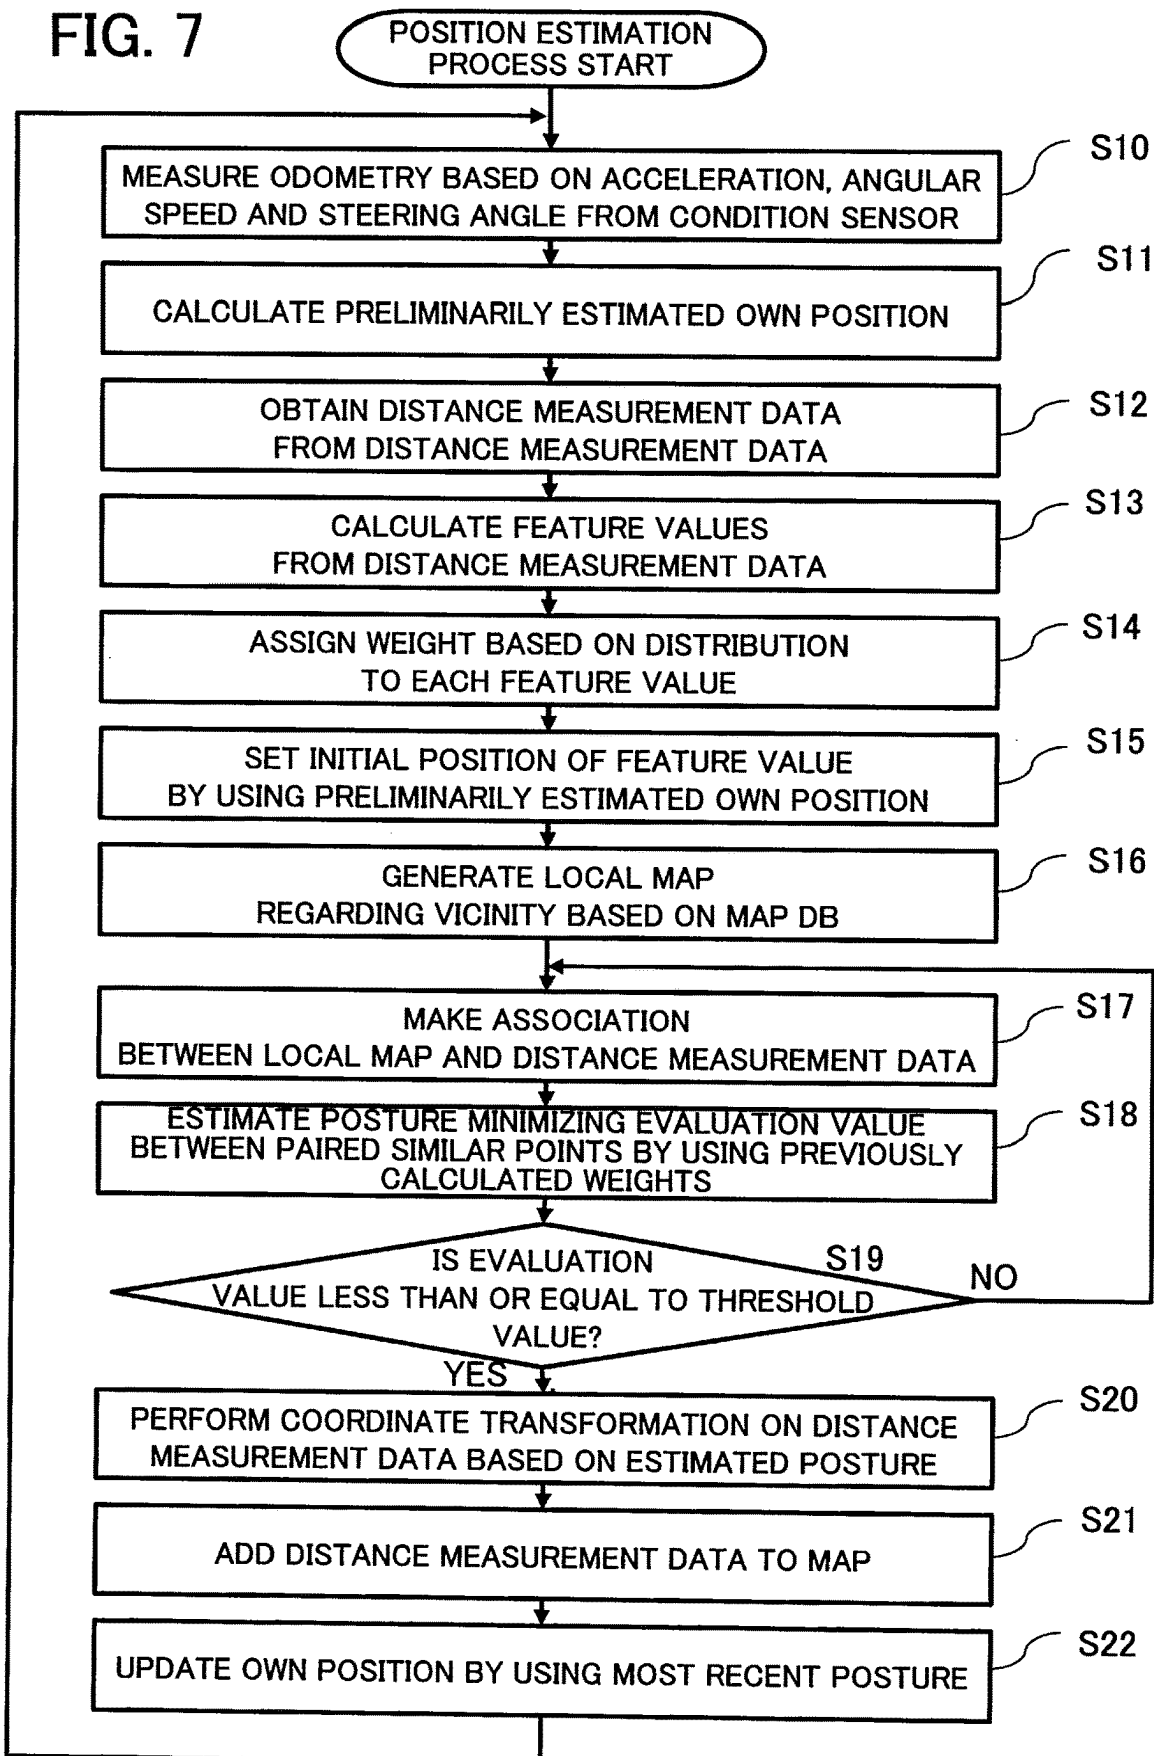 FIG. 7
POSITION ESTIMATION
PROCESS START
S10
MEASURE ODOMETRY BASED ON ACCELERATION, ANGULAR
SPEED AND STEERING ANGLE FROM CONDITION SENSOR
S11
CALCULATE PRELIMINARILY ESTIMATED OWN POSITION
S12
OBTAIN DISTANCE MEASUREMENT DATA
FROM DISTANCE MEASUREMENT DATA
S13
CALCULATE FEATURE VALUES
FROM DISTANCE MEASUREMENT DATA
S14
ASSIGN WEIGHT BASED ON DISTRIBUTION
TO EACH FEATURE VALUE
S15
SET INITIAL POSITION OF FEATURE VALUE
BY USING PRELIMINARILY ESTIMATED OWN POSITION
S16
GENERATE LOCAL MAP
REGARDING VICINITY BASED ON MAP DB
S17
MAKE ASSOCIATION
BETWEEN LOCAL MAP AND DISTANCE MEASUREMENT DATA
S18
ESTIMATE POSTURE MINIMIZING EVALUATION VALUE
BETWEEN PAIRED SIMILAR POINTS BY USING PREVIOUSLY
CALCULATED WEIGHTS
S19
IS EVALUATION
VALUE LESS THAN OR EQUAL TO THRESHOLD
VALUE?
NO
YES
S20
PERFORM COORDINATE TRANSFORMATION ON DISTANCE
MEASUREMENT DATA BASED ON ESTIMATED POSTURE
S21
ADD DISTANCE MEASUREMENT DATA TO MAP
S22
UPDATE OWN POSITION BY USING MOST RECENT POSTURE